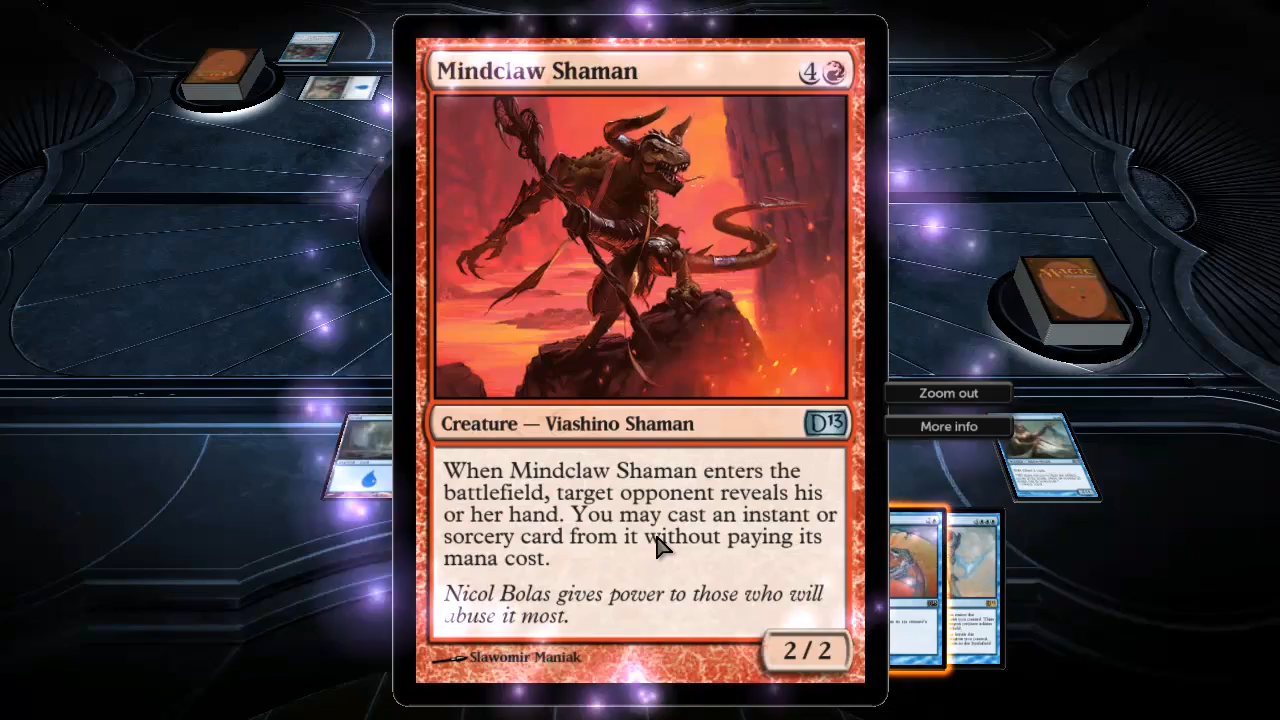 Mindclaw Shaman
4
Creature — Viashino Shaman
D13
When Mindclaw Shaman enters the
battlefield, target opponent reveals his
or her hand. You may cast an instant or
sorcery card from it without paying its
mana cost.
Nicol Bolas gives power to those who will
abuse it most.
Slawomir Maniak
2/2
Zoom out
More info
MAGIC